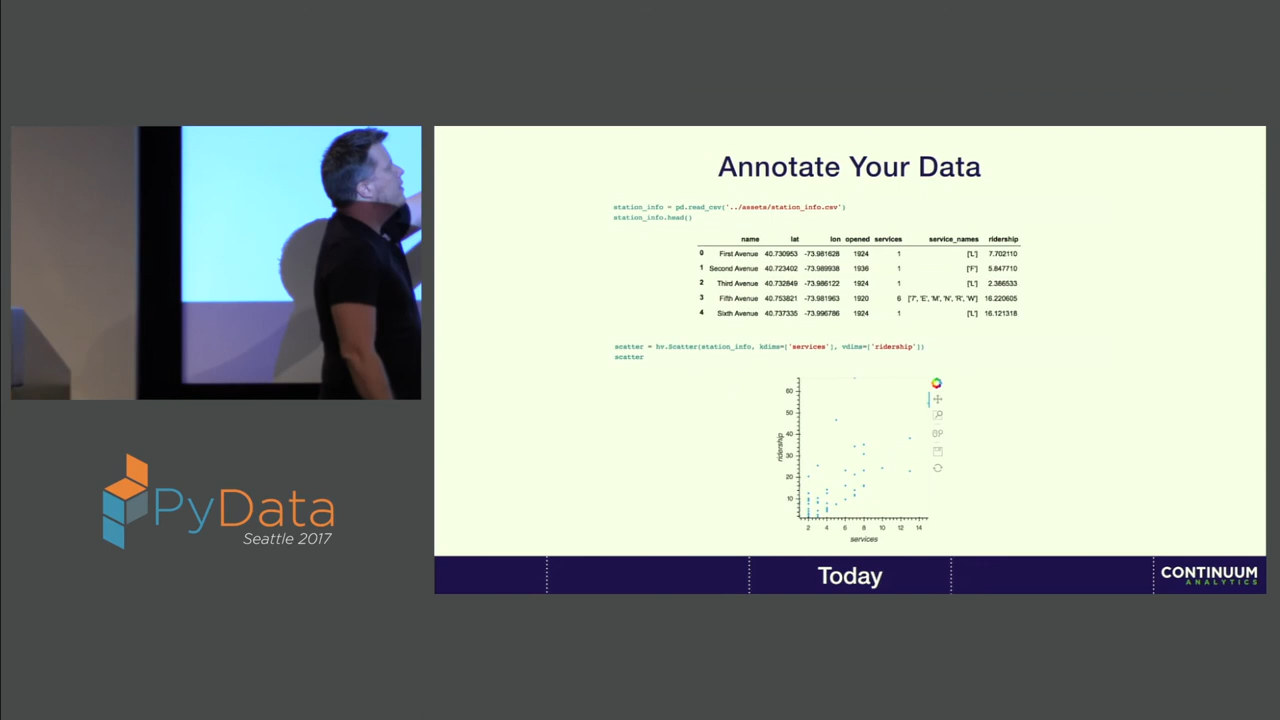 Annotate Your Data
station_info = pd.read_csv('../assets/station_info.csv')
station_info.head()
name lat lon opened services service_names ridership
0 First Avenue 40.730953 -73.981628 1924 1 ['L'] 7.702110
1 Second Avenue 40.723402 -73.989938 1936 1 ['F'] 5.847710
2 Third Avenue 40.732849 -73.986122 1924 1 ['L'] 2.386533
3 Fifth Avenue 40.753821 -73.981963 1920 6 ['7', 'E', 'M', 'N', 'R', 'W'] 16.220605
4 Sixth Avenue 40.737335 -73.996786 1924 1 ['L'] 16.121318
scatter = hv.Scatter(station_info, kdims=['services'], vdims=['ridership'])
scatter
60
50
40
30
20
10
ridership
2 4 6 8 10 12 14
services
Today
CONTINUUM
ANALYTICS
PyData
Seattle 2017